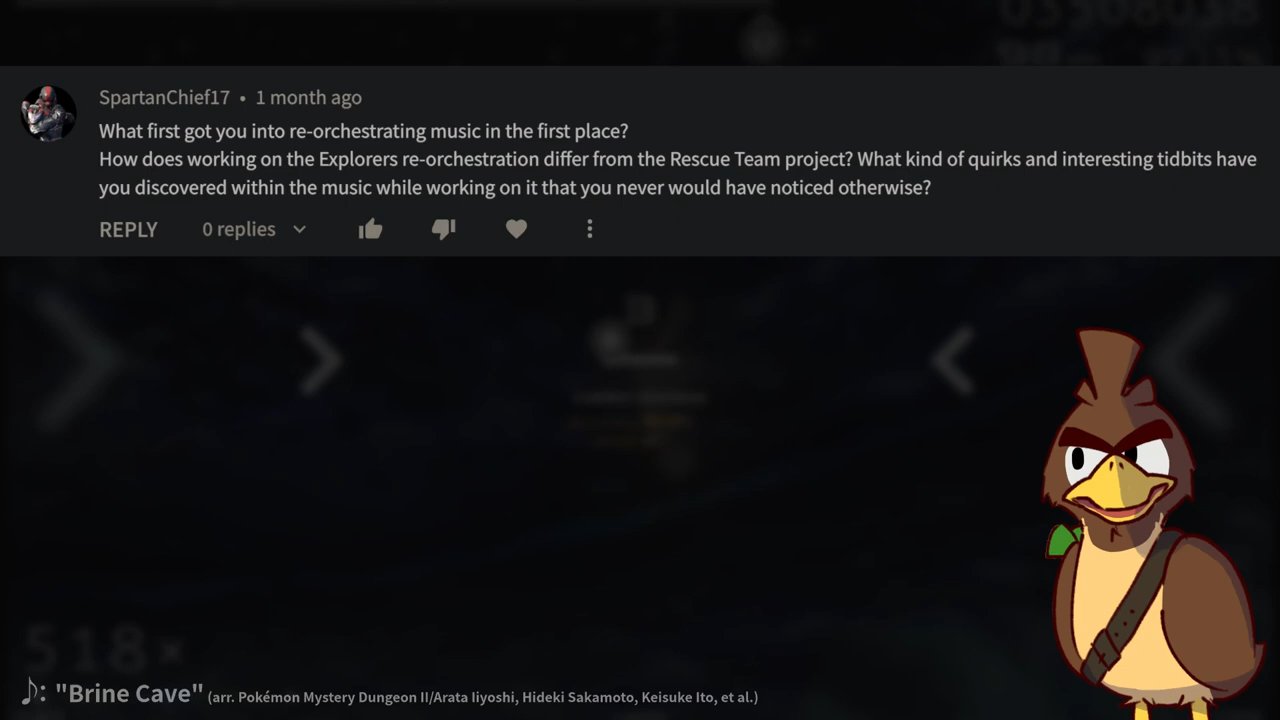 SpartanChief17 • 1 month ago
What first got you into re-orchestrating music in the first place?
How does working on the Explorers re-orchestration differ from the Rescue Team project? What kind of quirks and interesting tidbits have
you discovered within the music while working on it that you never would have noticed otherwise?
REPLY 0 replies
518×
♪: "Brine Cave" (arr. Pokémon Mystery Dungeon II/Arata Iiyoshi, Hideki Sakamoto, Keisuke Ito, et al.)